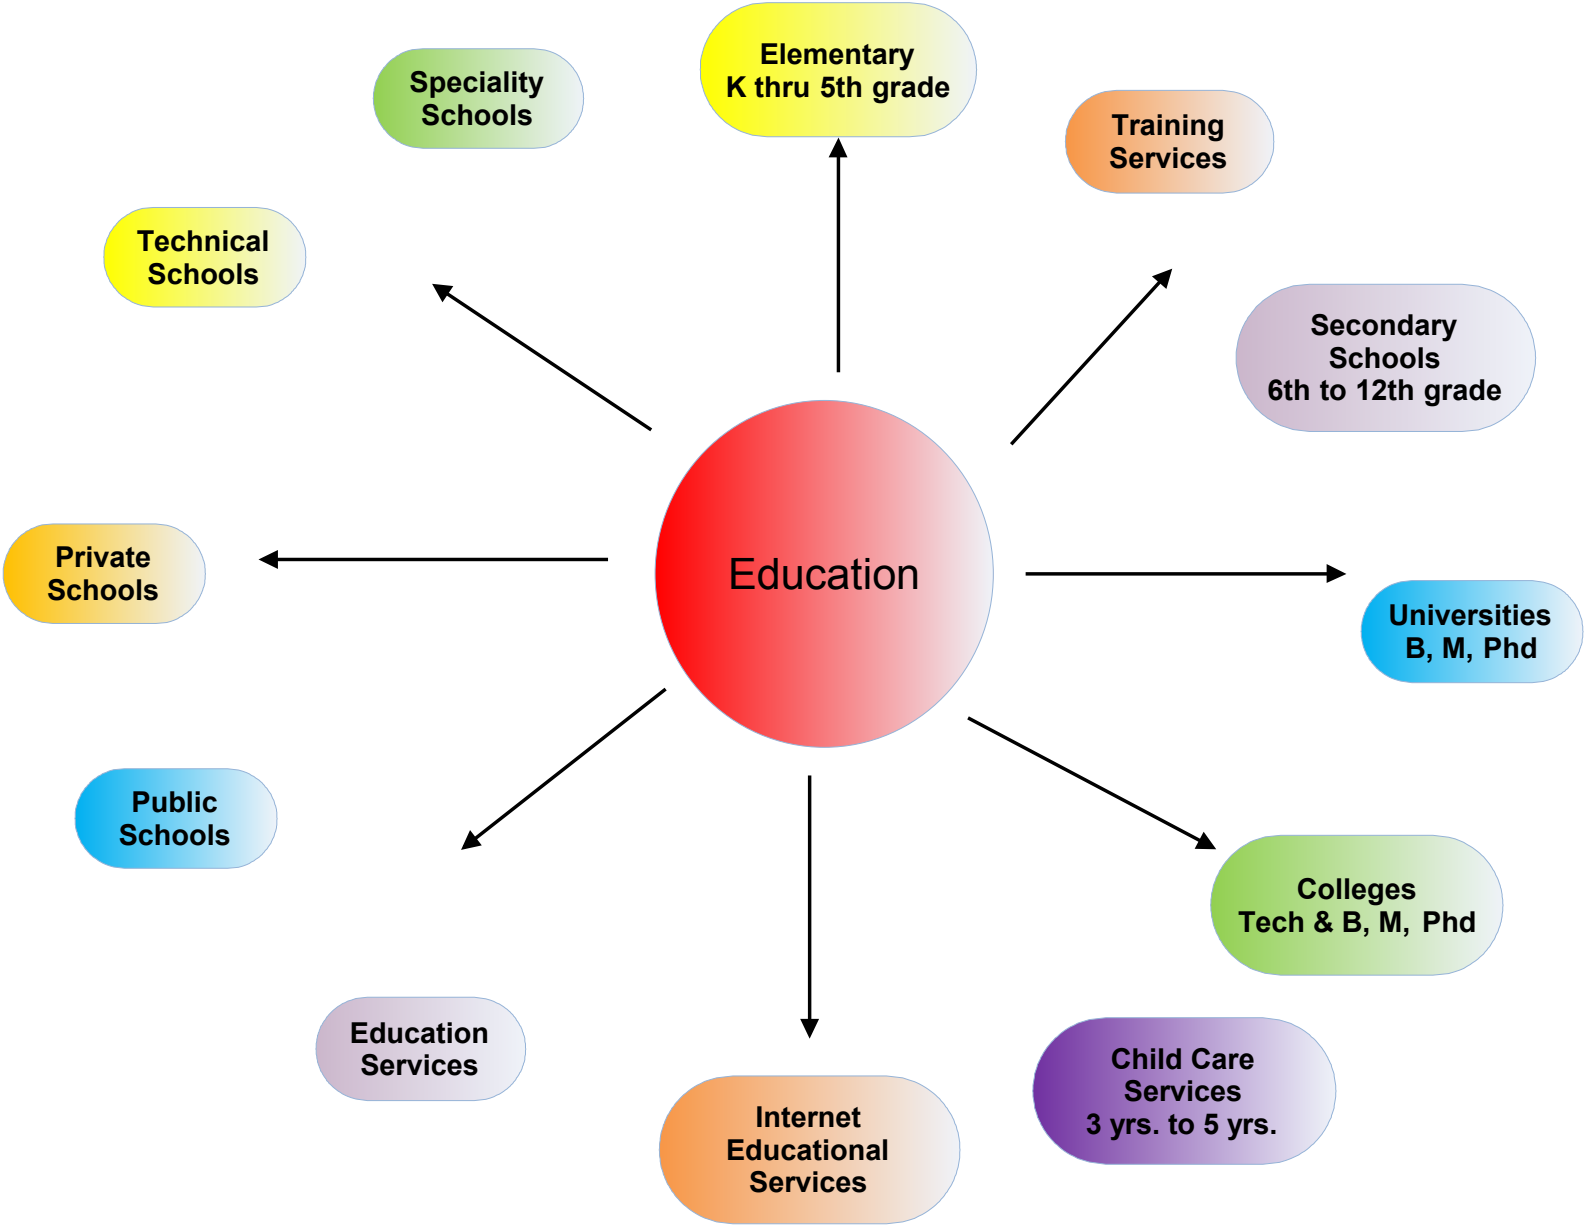 Elementary
K thru 5th grade
Speciality
Schools
Training
Services
Technical
Schools
Secondary
Schools
6th to 12th grade
Private
Schools
Education
Universities
B, M, Phd
Public
Schools
Colleges
Tech & B, M, Phd
Education
Services
Child Care
Services
3 yrs. to 5 yrs.
Internet
Educational
Services